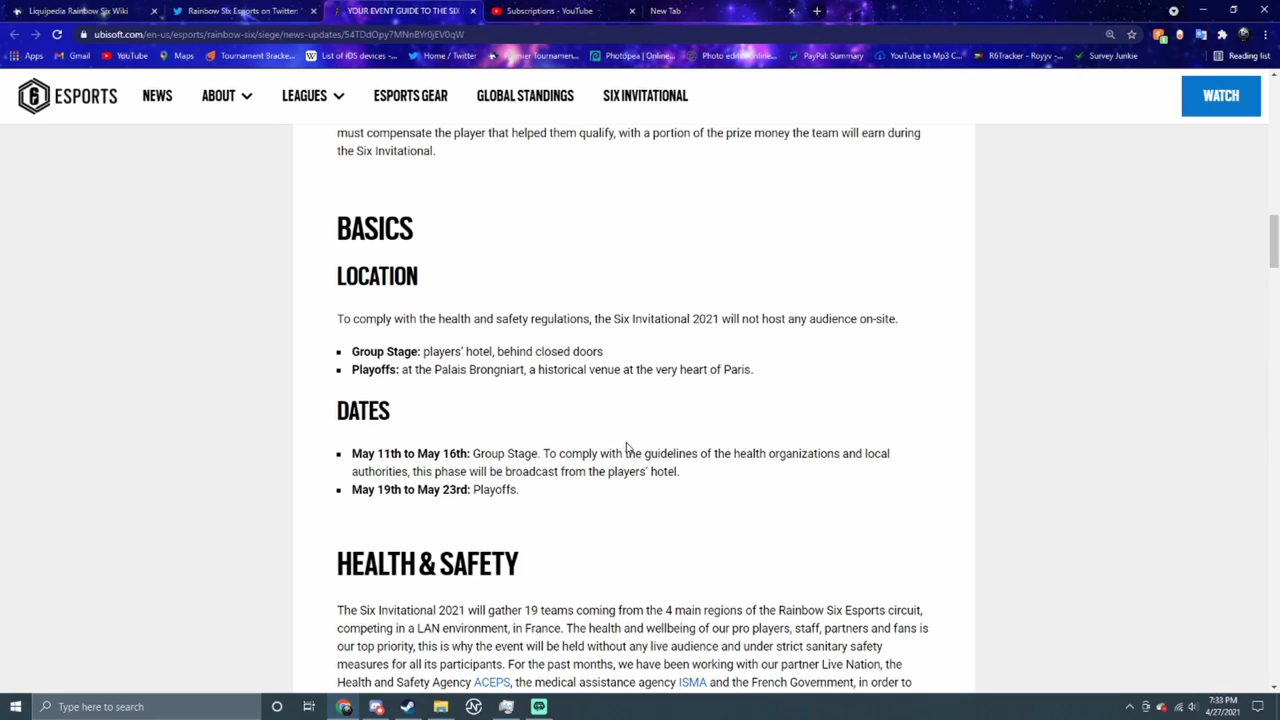 Liquipedia Rainbow Six Wiki
Rainbow SIx Esports on Twitter: "
YOUR EVENT GUIDE TO THE SIX
Subscriptions - YouTube
New Tab
ubisoft.com/en-us/esports/rainbow-six/siege/news-updates/54TDdOpy7MNnBYr0jEV0qW
Apps
Gmail
YouTube
Maps
Tournament Bracke...
List of iOS devices -...
Home / Twitter
Premier Tournamen...
Photopea | Online...
Photo editor online...
PayPal: Summary
YouTube to Mp3 C...
R6Tracker - Royyv -...
Survey Junkie
Reading list
6 ESPORTS
NEWS
ABOUT
LEAGUES
ESPORTS GEAR
GLOBAL STANDINGS
SIX INVITATIONAL
WATCH
must compensate the player that helped them qualify, with a portion of the prize money the team will earn during
the Six Invitational.
BASICS
LOCATION
To comply with the health and safety regulations, the Six Invitational 2021 will not host any audience on-site.
Group Stage: players' hotel, behind closed doors
Playoffs: at the Palais Brongniart, a historical venue at the very heart of Paris.
DATES
May 11th to May 16th: Group Stage. To comply with the guidelines of the health organizations and local
authorities, this phase will be broadcast from the players' hotel.
May 19th to May 23rd: Playoffs.
HEALTH & SAFETY
The Six Invitational 2021 will gather 19 teams coming from the 4 main regions of the Rainbow Six Esports circuit,
competing in a LAN environment, in France. The health and wellbeing of our pro players, staff, partners and fans is
our top priority, this is why the event will be held without any live audience and under strict sanitary safety
measures for all its participants. For the past months, we have been working with our partner Live Nation, the
Health and Safety Agency ACEPS, the medical assistance agency ISMA and the French Government, in order to
Type here to search
7:33 PM
4/27/2021